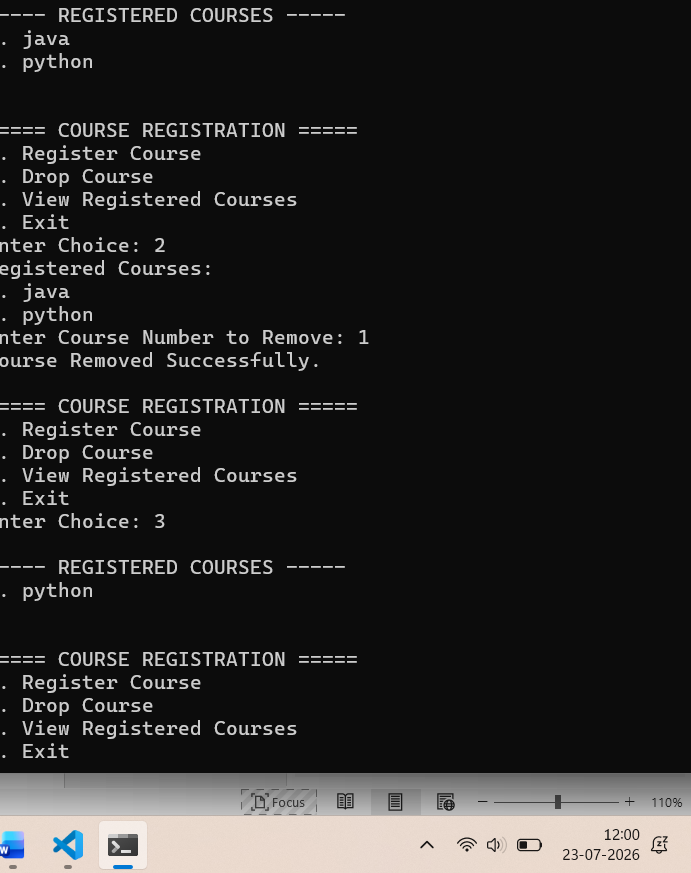 ---- REGISTERED COURSES -----
. java
. python
==== COURSE REGISTRATION =====
. Register Course
. Drop Course
. View Registered Courses
. Exit
nter Choice: 2
egistered Courses:
. java
. python
nter Course Number to Remove: 1
ourse Removed Successfully.
==== COURSE REGISTRATION =====
. Register Course
. Drop Course
. View Registered Courses
. Exit
nter Choice: 3
---- REGISTERED COURSES -----
. python
==== COURSE REGISTRATION =====
. Register Course
. Drop Course
. View Registered Courses
. Exit
Focus 110%
12:00
23-07-2026